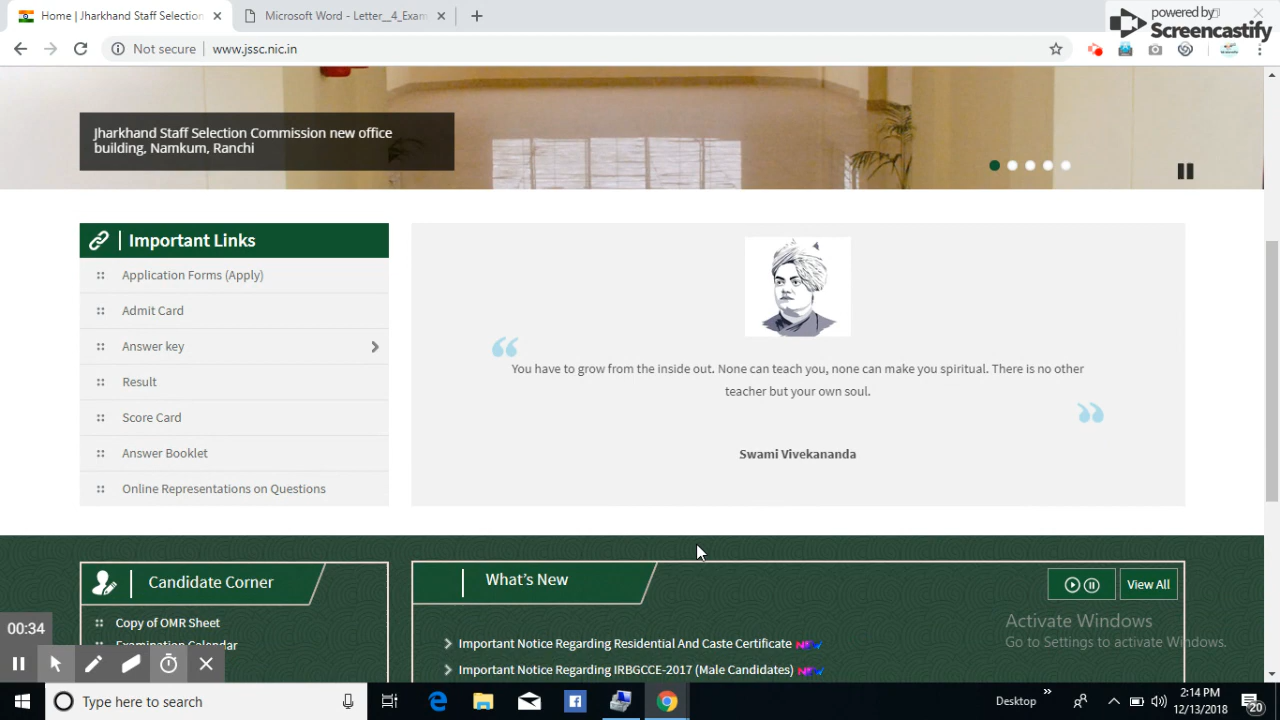 Home | Jharkhand Staff Selection
Microsoft Word - Letter__4_Exam
powered by
Screencastify
Not secure
www.jssc.nic.in
Jharkhand Staff Selection Commission new office
building, Namkum, Ranchi
Important Links
Application Forms (Apply)
Admit Card
Answer key
Result
Score Card
Answer Booklet
Online Representations on Questions
You have to grow from the inside out. None can teach you, none can make you spiritual. There is no other
teacher but your own soul.
Swami Vivekananda
Candidate Corner
Copy of OMR Sheet
Examination Calendar
What's New
View All
Important Notice Regarding Residential And Caste Certificate NEW
Important Notice Regarding IRBGCCE-2017 (Male Candidates) NEW
Activate Windows
Go to Settings to activate Windows.
00:34
Type here to search
Desktop
2:14 PM
12/13/2018
20